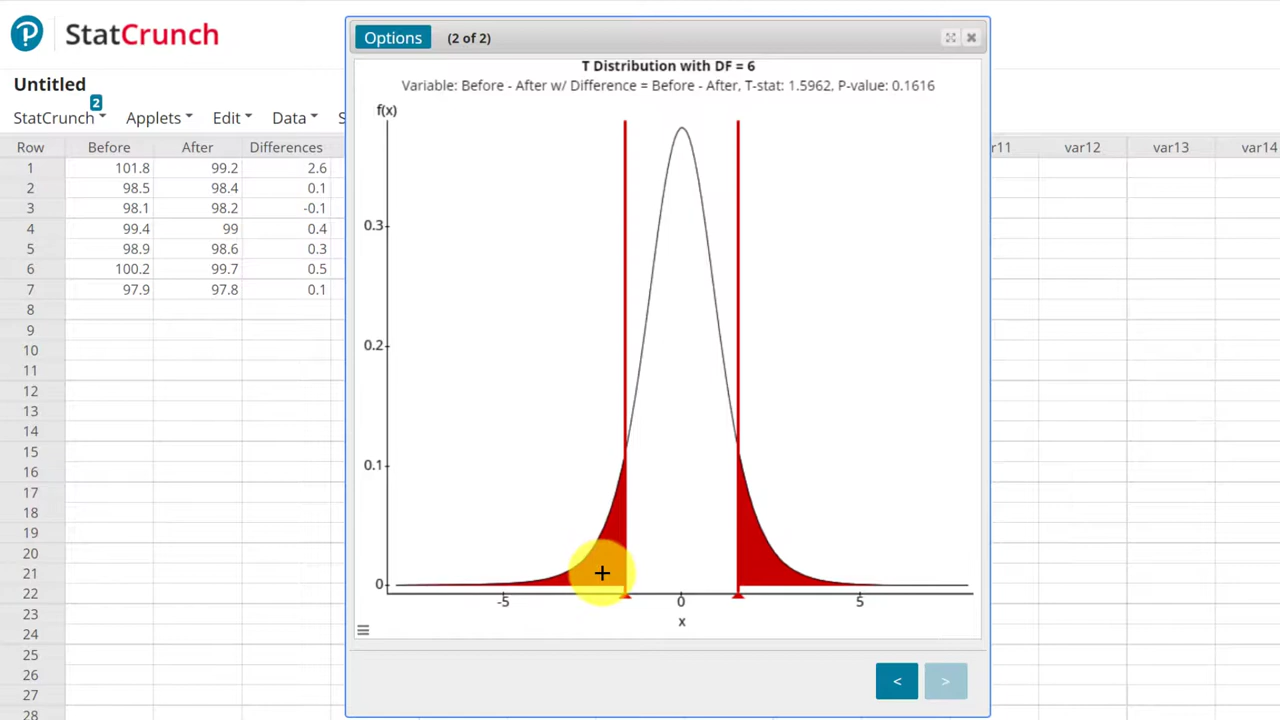 StatCrunch
Untitled
2
StatCrunch Applets Edit Data S
Row Before After Differences
1 101.8 99.2 2.6
2 98.5 98.4 0.1
3 98.1 98.2 -0.1
4 99.4 99 0.4
5 98.9 98.6 0.3
6 100.2 99.7 0.5
7 97.9 97.8 0.1
8
9
10
11
12
13
14
15
16
17
18
19
20
21
22
23
24
25
26
27
28
Options (2 of 2)
T Distribution with DF = 6
Variable: Before - After w/ Difference = Before - After, T-stat: 1.5962, P-value: 0.1616
f(x)
0.3
0.2
0.1
0
-5 0 5
x
< >
r11 var12 var13 var14